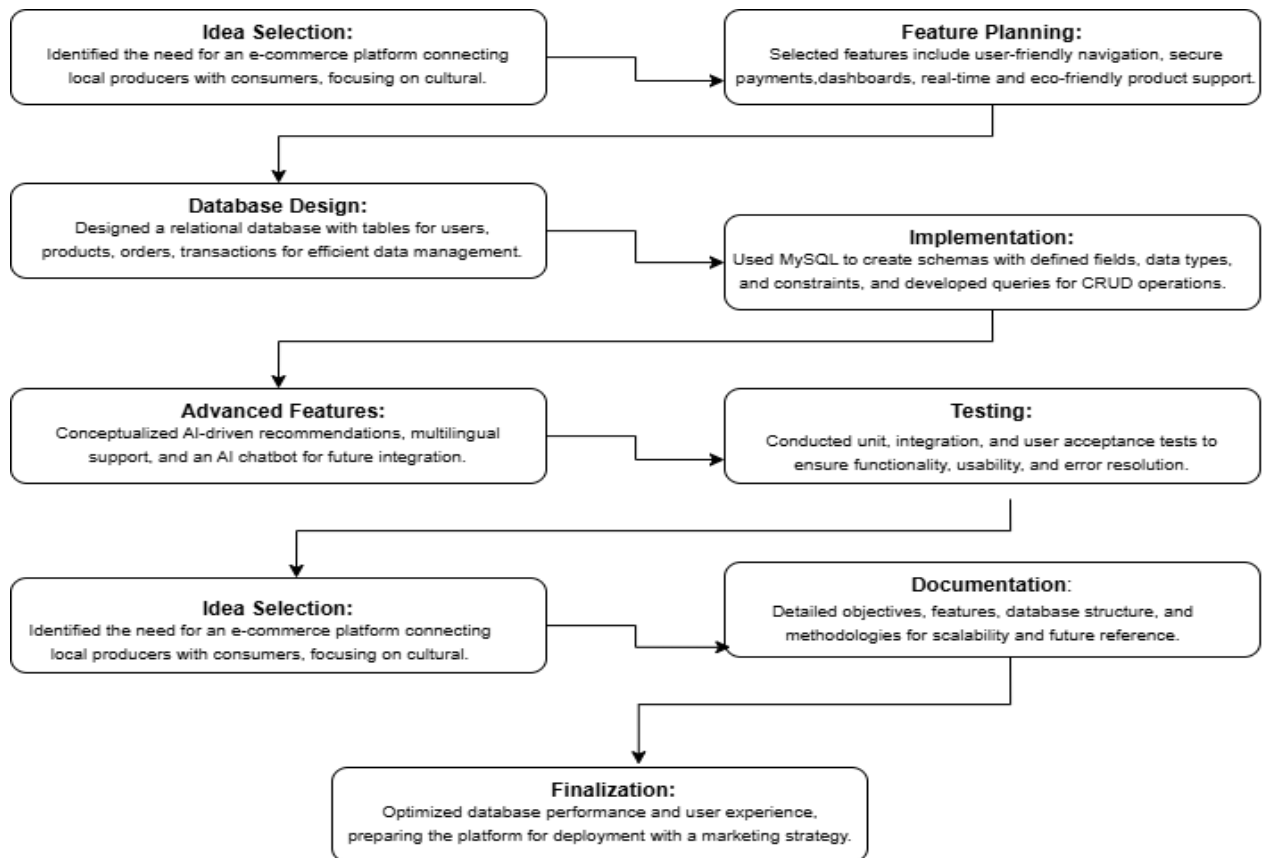 Idea Selection:
Identified the need for an e-commerce platform connecting
local producers with consumers, focusing on cultural.
Feature Planning:
Selected features include user-friendly navigation, secure
payments,dashboards, real-time and eco-friendly product support.
Database Design:
Designed a relational database with tables for users,
products, orders, transactions for efficient data management.
Implementation:
Used MySQL to create schemas with defined fields, data types,
and constraints, and developed queries for CRUD operations.
Advanced Features:
Conceptualized AI-driven recommendations, multilingual
support, and an AI chatbot for future integration.
Testing:
Conducted unit, integration, and user acceptance tests to
ensure functionality, usability, and error resolution.
Idea Selection:
Identified the need for an e-commerce platform connecting
local producers with consumers, focusing on cultural.
Documentation:
Detailed objectives, features, database structure, and
methodologies for scalability and future reference.
Finalization:
Optimized database performance and user experience,
preparing the platform for deployment with a marketing strategy.